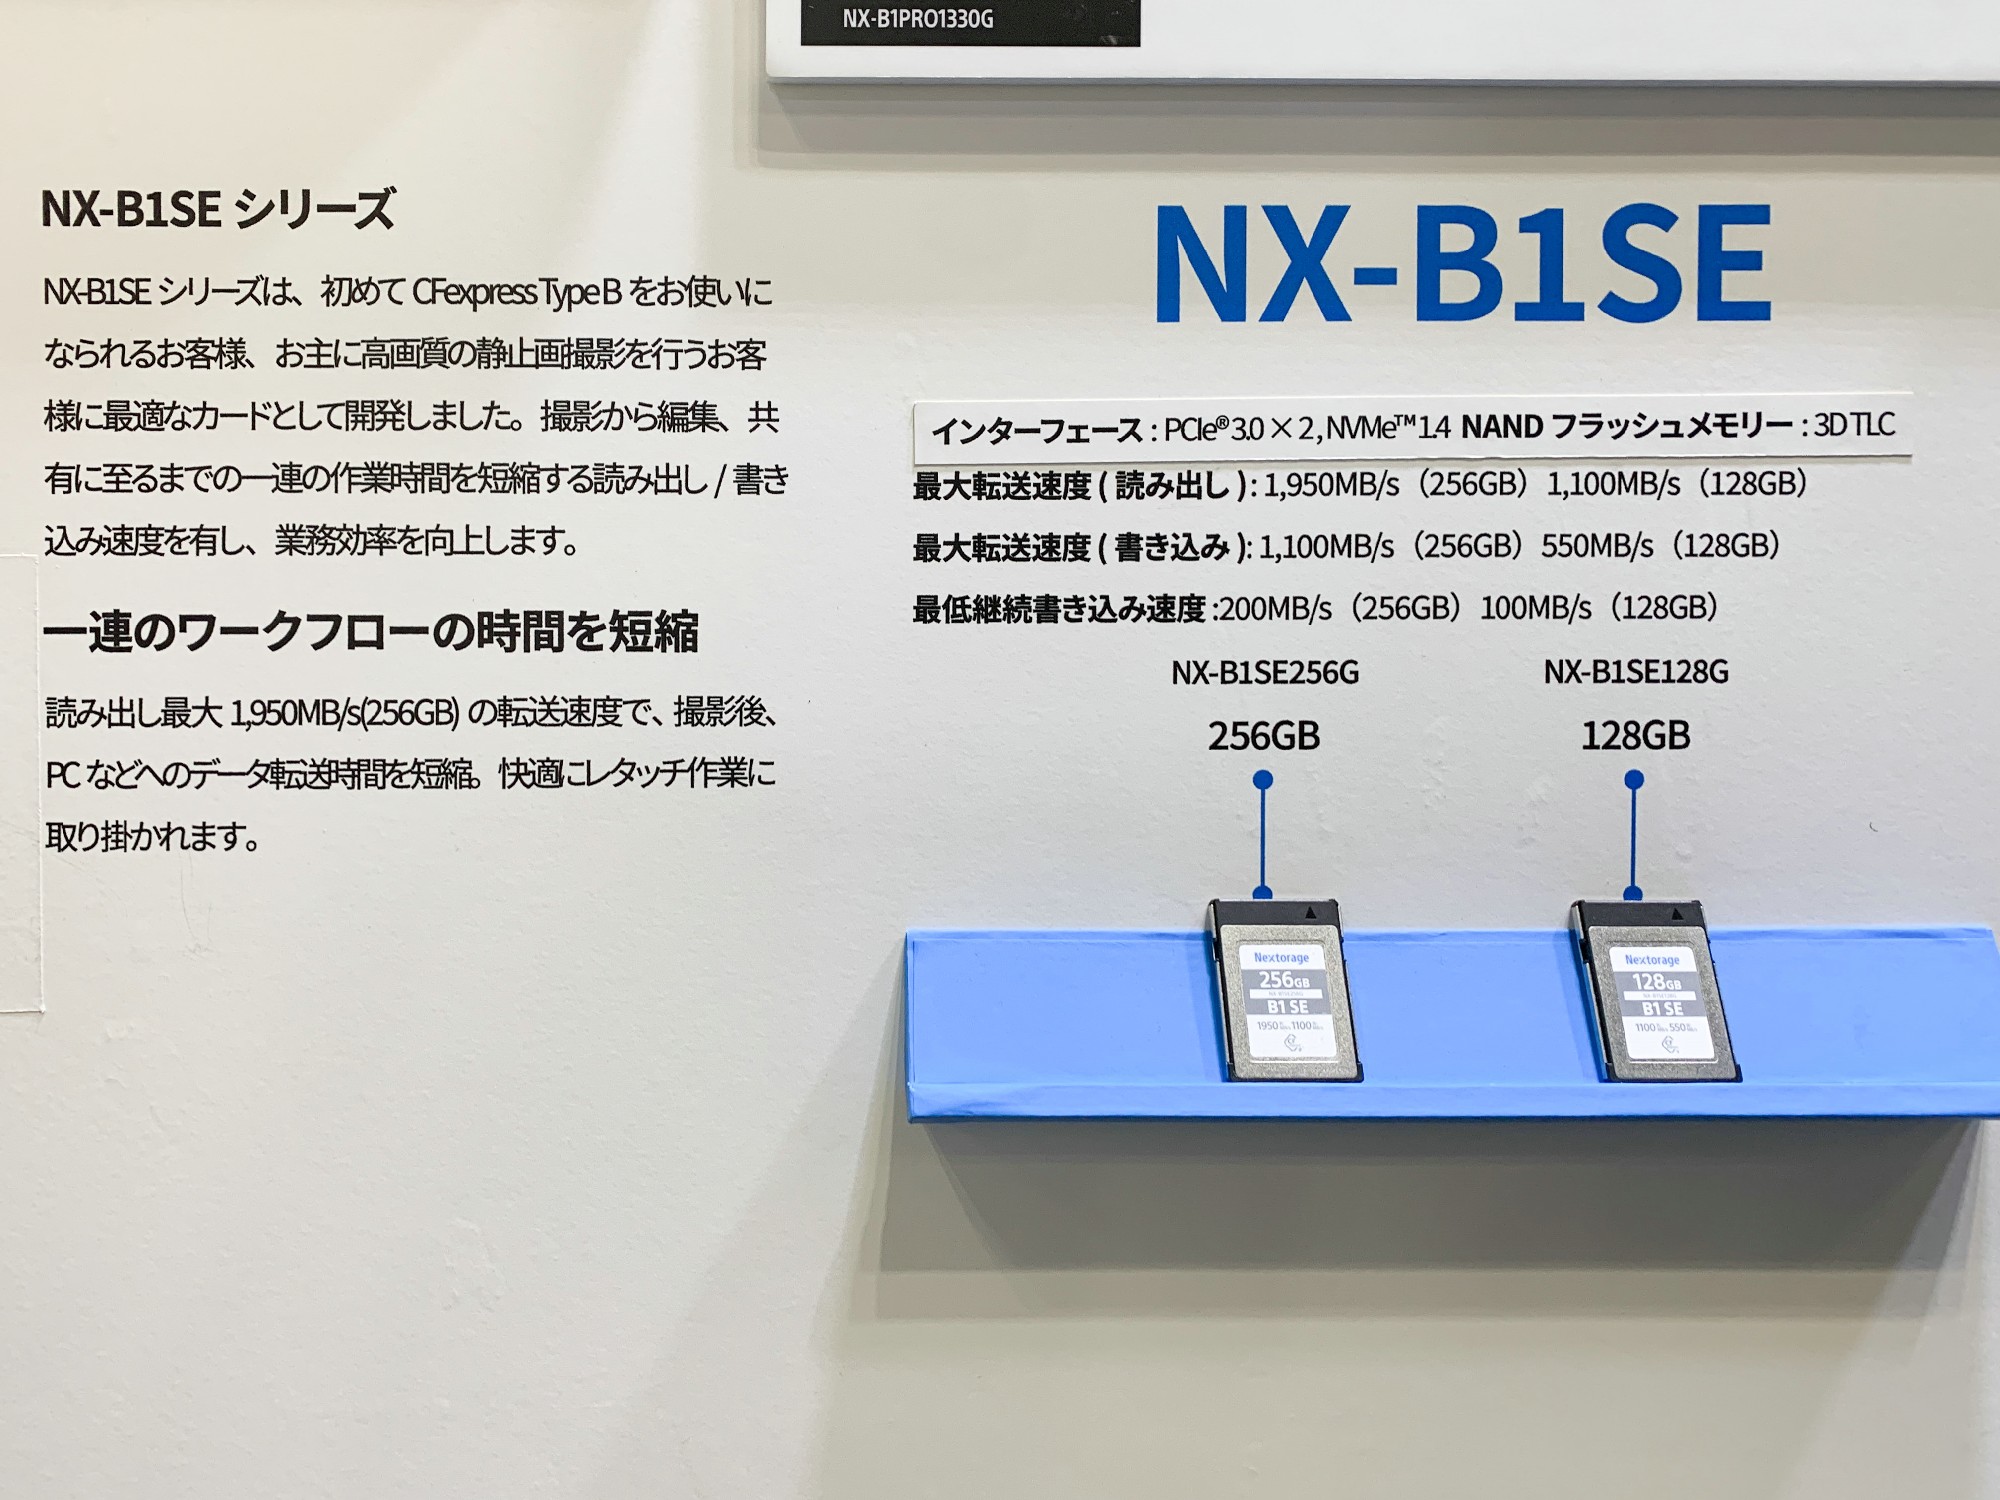 NX-B1PRO1330G
NX-B1SE シリーズ
NX-B1SE シリーズは、初めて CFexpress Type B をお使いに
なられるお客様、お主に高画質の静止画撮影を行うお客
様に最適なカードとして開発しました。撮影から編集、共
有に至るまでの一連の作業時間を短縮する読み出し / 書き
込み速度を有し、業務効率を向上します。
一連のワークフローの時間を短縮
読み出し最大 1,950MB/s(256GB) の転送速度で、撮影後、
PC などへのデータ転送時間を短縮。快適にレタッチ作業に
取り掛かれます。
NX-B1SE
インターフェース : PCIe® 3.0 × 2 , NVMe™ 1.4 NAND フラッシュメモリー : 3D TLC
最大転送速度 ( 読み出し ): 1,950MB/s（256GB）1,100MB/s（128GB）
最大転送速度 ( 書き込み ): 1,100MB/s（256GB）550MB/s（128GB）
最低継続書き込み速度 :200MB/s（256GB）100MB/s（128GB）
NX-B1SE256G
256GB
NX-B1SE128G
128GB
Nextorage
256GB
B1 SE
1950 1100
Nextorage
128GB
B1 SE
1100 550